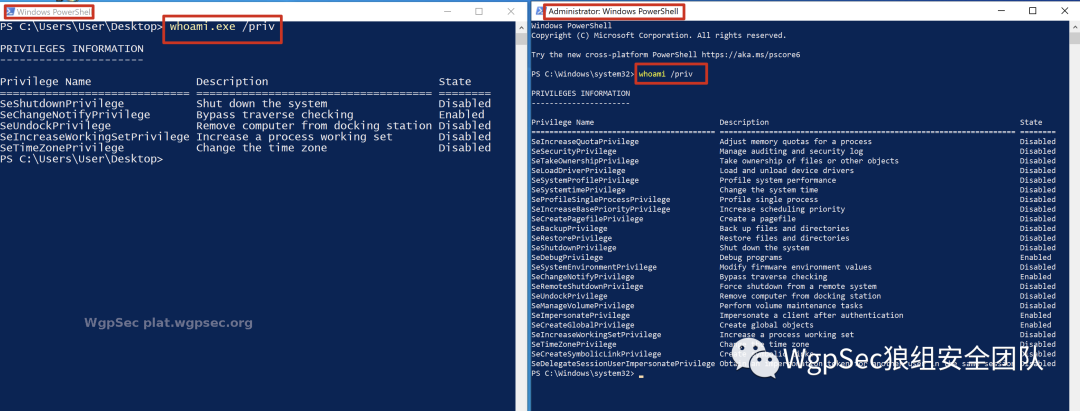 Windows PowerShell
PS C:\Users\User\Desktop> whoami.exe /priv
PRIVILEGES INFORMATION
----------------------
Privilege Name Description State
============================= ==================================== ========
SeShutdownPrivilege Shut down the system Disabled
SeChangeNotifyPrivilege Bypass traverse checking Enabled
SeUndockPrivilege Remove computer from docking station Disabled
SeIncreaseWorkingSetPrivilege Increase a process working set Disabled
SeTimeZonePrivilege Change the time zone Disabled
PS C:\Users\User\Desktop>
WgpSec plat.wgpsec.org
Administrator: Windows PowerShell
Windows PowerShell
Copyright (C) Microsoft Corporation. All rights reserved.
Try the new cross-platform PowerShell https://aka.ms/pscore6
PS C:\Windows\system32> whoami /priv
PRIVILEGES INFORMATION
----------------------
Privilege Name Description State
========================================= ================================================================== ========
SeIncreaseQuotaPrivilege Adjust memory quotas for a process Disabled
SeSecurityPrivilege Manage auditing and security log Disabled
SeTakeOwnershipPrivilege Take ownership of files or other objects Disabled
SeLoadDriverPrivilege Load and unload device drivers Disabled
SeSystemProfilePrivilege Profile system performance Disabled
SeSystemtimePrivilege Change the system time Disabled
SeProfileSingleProcessPrivilege Profile single process Disabled
SeIncreaseBasePriorityPrivilege Increase scheduling priority Disabled
SeCreatePagefilePrivilege Create a pagefile Disabled
SeBackupPrivilege Back up files and directories Disabled
SeRestorePrivilege Restore files and directories Disabled
SeShutdownPrivilege Shut down the system Disabled
SeDebugPrivilege Debug programs Enabled
SeSystemEnvironmentPrivilege Modify firmware environment values Disabled
SeChangeNotifyPrivilege Bypass traverse checking Enabled
SeRemoteShutdownPrivilege Force shutdown from a remote system Disabled
SeUndockPrivilege Remove computer from docking station Disabled
SeManageVolumePrivilege Perform volume maintenance tasks Disabled
SeImpersonatePrivilege Impersonate a client after authentication Enabled
SeCreateGlobalPrivilege Create global objects Enabled
SeIncreaseWorkingSetPrivilege Increase a process working set Disabled
SeTimeZonePrivilege time zone Disabled
SeCreateSymbolicLinkPrivilege
SeDelegateSessionUserImpersonatePrivilege
PS C:\Windows\system32>
WgpSec狼组安全团队